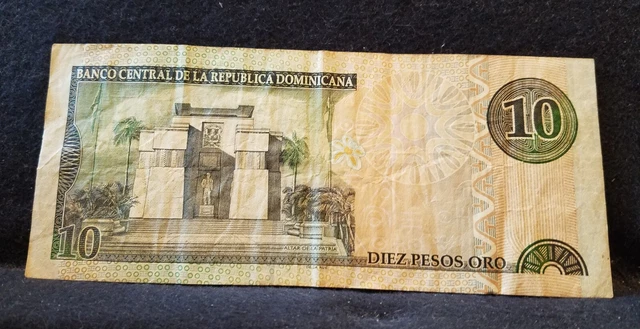 BANCO CENTRAL DE LA REPUBLICA DOMINICANA
10
10
ALTAR DE LA PATRIA
DIEZ PESOS ORO